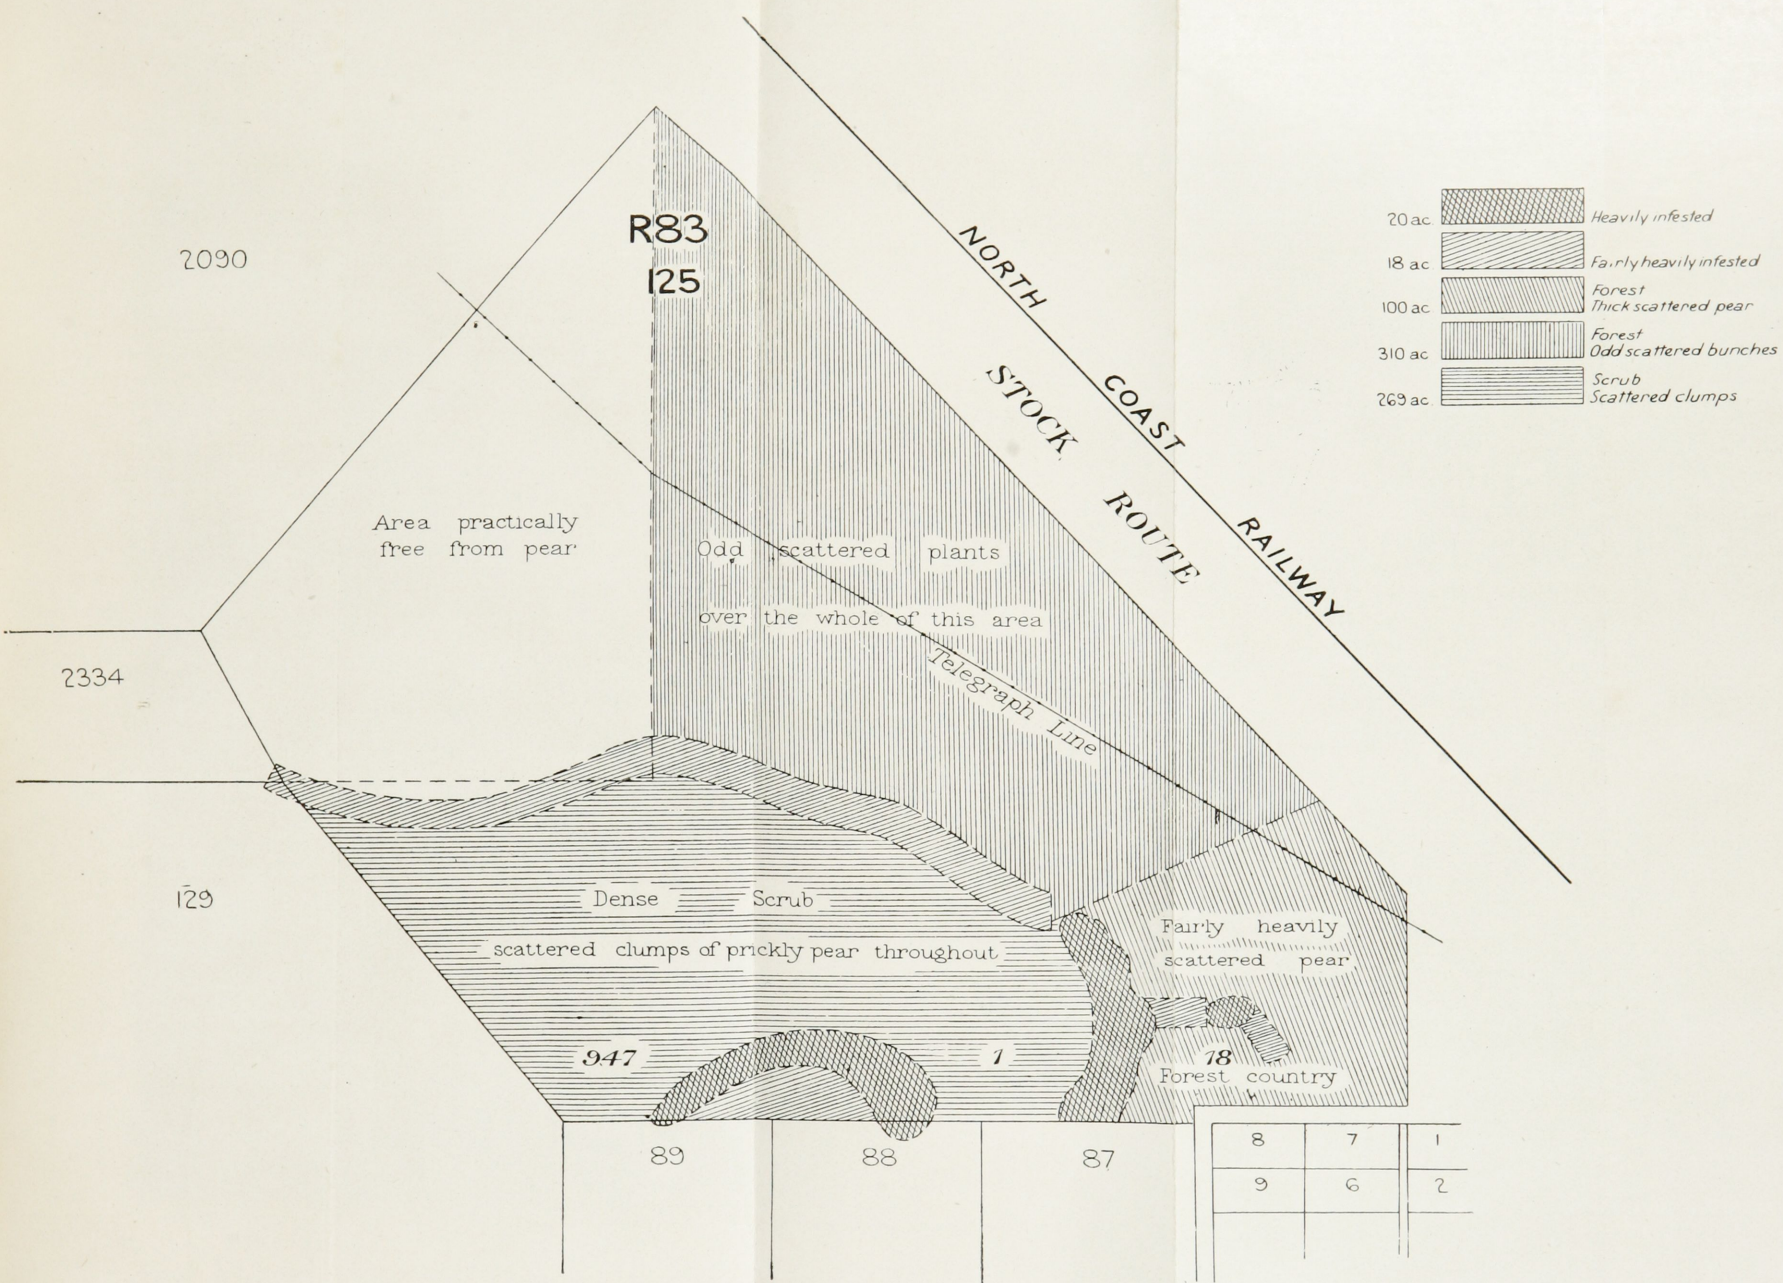 NORTH COAST RAILWAY
STOCK ROUTE
R83
125
2090
20 ac. Heavily infested
18 ac Fairly heavily infested
100 ac Forest
Thick scattered pear
310 ac Forest
Odd scattered bunches
269 ac. Scrub
Scattered clumps
Area practically
free from pear
Odd scattered plants
over the whole of this area
Telegraph Line
2334
129
Dense Scrub
scattered clumps of prickly pear throughout
947 1 18
Fairly heavily
scattered pear
Forest country
89 88 87
8 7 1
9 6 2